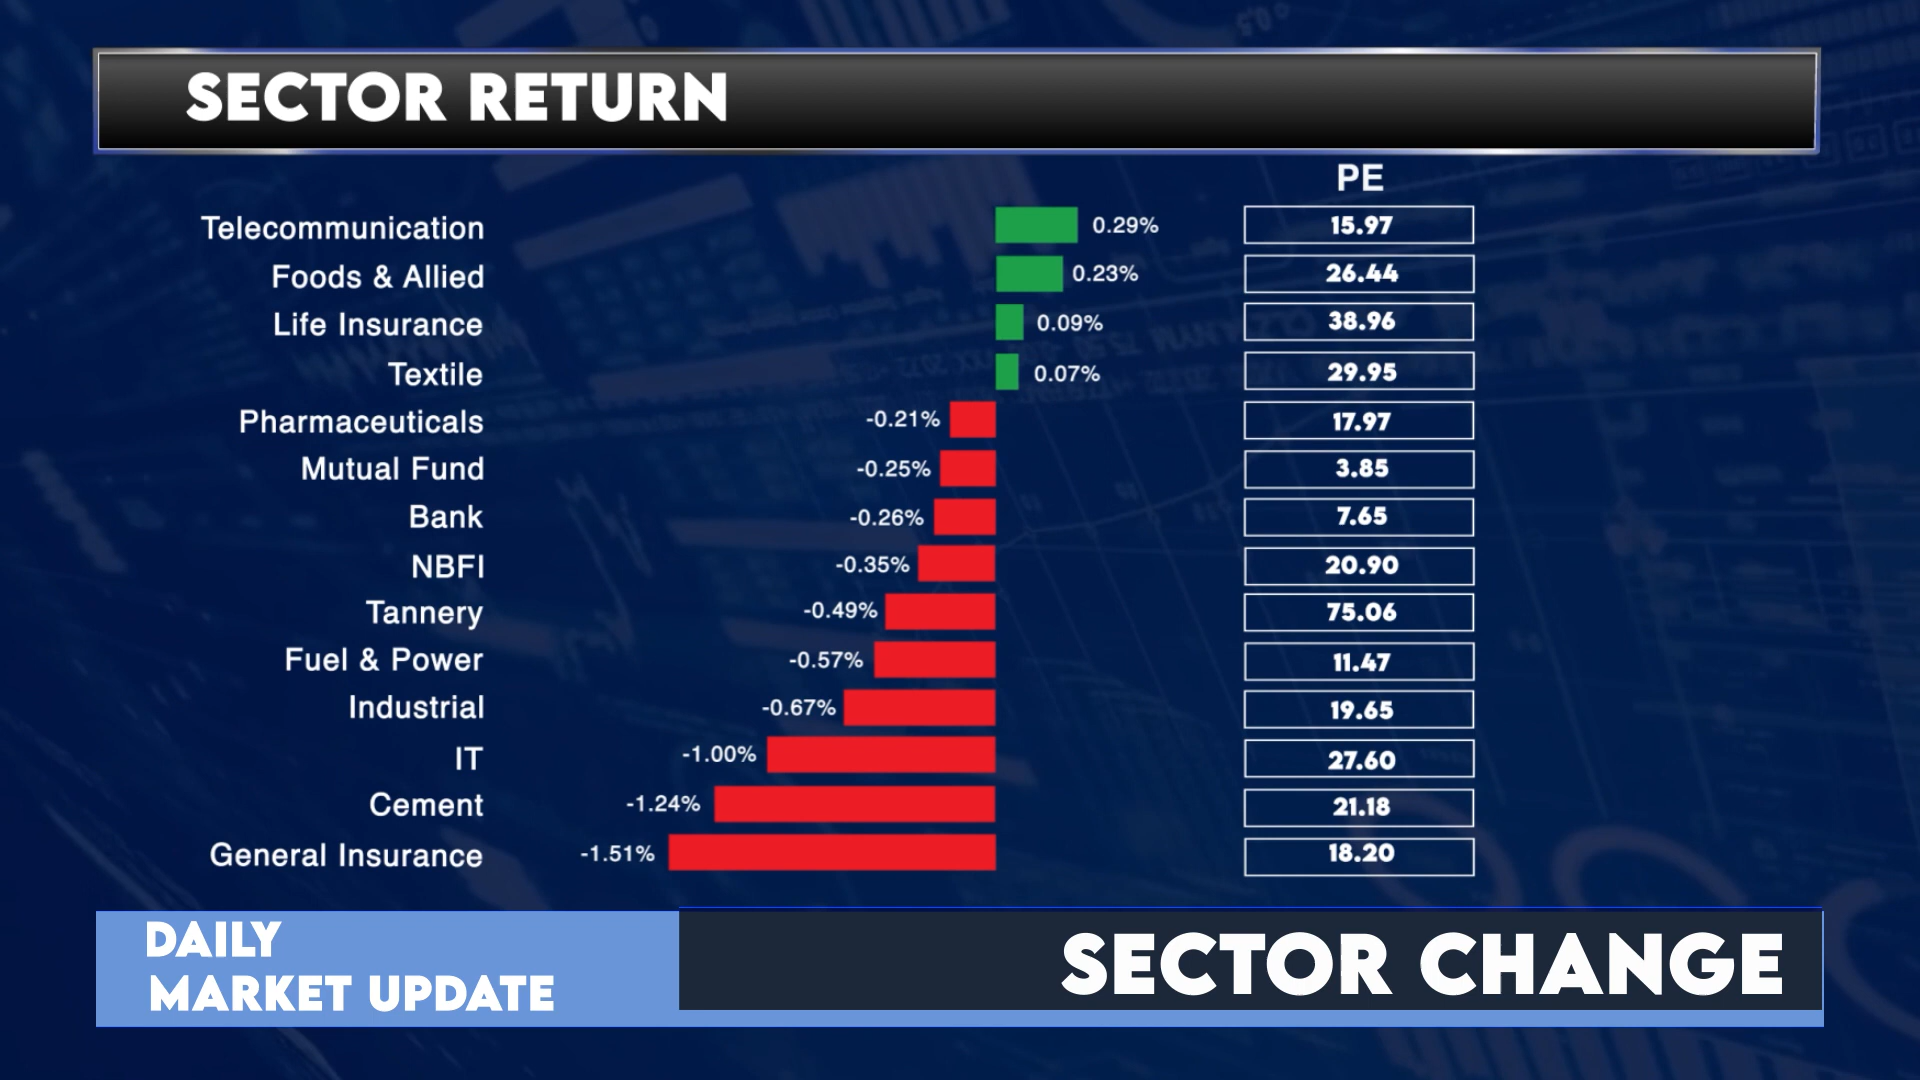 SECTOR RETURN
PE
Telecommunication 0.29% 15.97
Foods & Allied 0.23% 26.44
Life Insurance 0.09% 38.96
Textile 0.07% 29.95
Pharmaceuticals -0.21% 17.97
Mutual Fund -0.25% 3.85
Bank -0.26% 7.65
NBFI -0.35% 20.90
Tannery -0.49% 75.06
Fuel & Power -0.57% 11.47
Industrial -0.67% 19.65
IT -1.00% 27.60
Cement -1.24% 21.18
General Insurance -1.51% 18.20
DAILY
MARKET UPDATE
SECTOR CHANGE